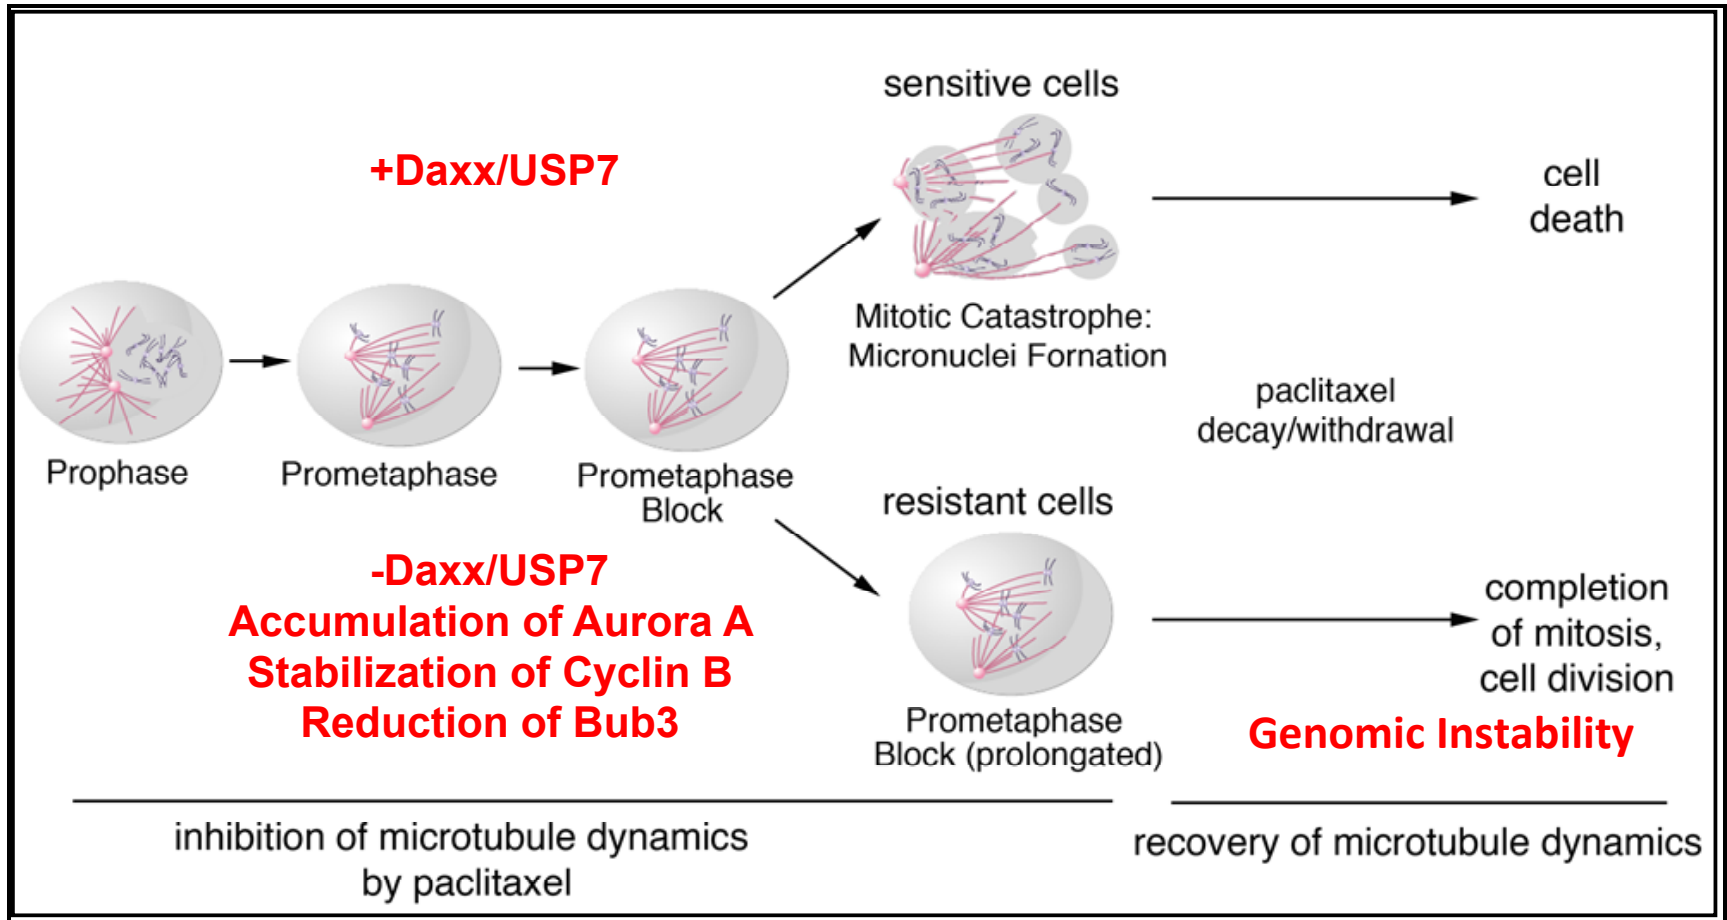 sensitive cells
+Daxx/USP7
cell
death
Mitotic Catastrophe:
Micronuclei Fornation
paclitaxel
decay/withdrawal
Prophase
Prometaphase
Prometaphase
Block
resistant cells
-Daxx/USP7
Accumulation of Aurora A
Stabilization of Cyclin B
Reduction of Bub3
completion
of mitosis,
cell division
Prometaphase
Block (prolongated)
Genomic Instability
inhibition of microtubule dynamics
by paclitaxel
recovery of microtubule dynamics